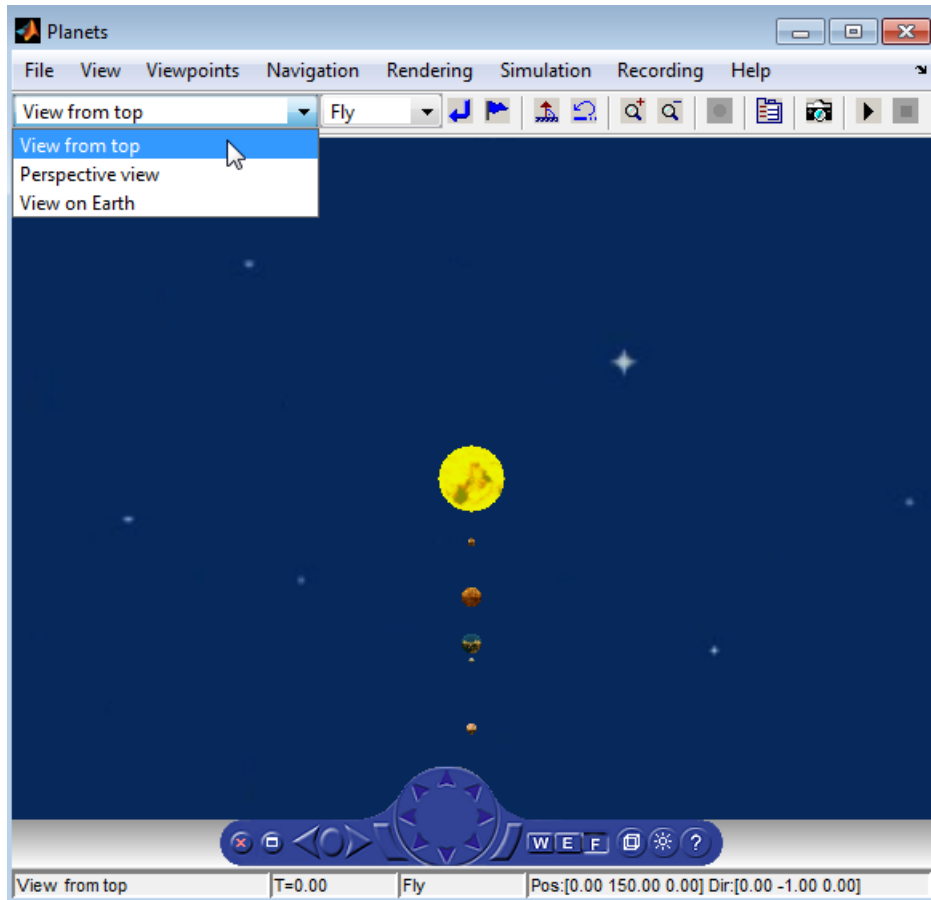 Planets
File View Viewpoints Navigation Rendering Simulation Recording Help
View from top Fly
View from top
Perspective view
View on Earth
W E F ?
View from top T=0.00 Fly Pos:[0.00 150.00 0.00] Dir:[0.00 -1.00 0.00]